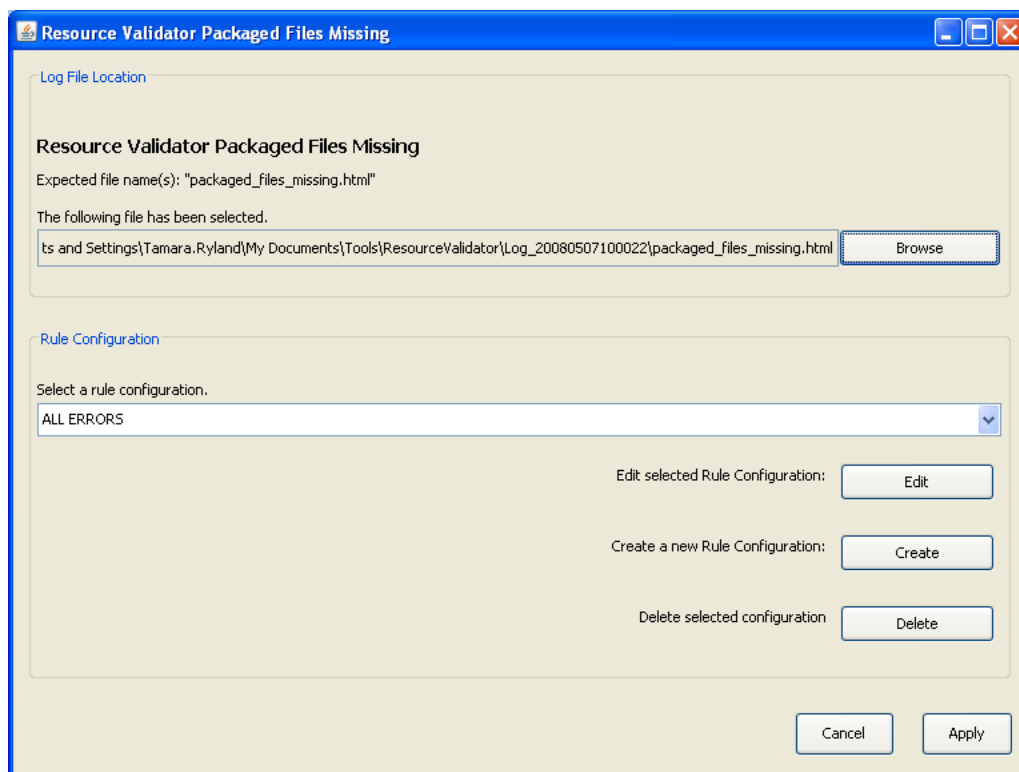 Resource Validator Packaged Files Missing
Log File Location
Resource Validator Packaged Files Missing
Expected file name(s): "packaged_files_missing.html"
The following file has been selected.
ts and Settings\Tamara.Ryland\My Documents\Tools\ResourceValidator\Log_20080507100022\packaged_files_missing.html
Browse
Rule Configuration
Select a rule configuration.
ALL ERRORS
Edit selected Rule Configuration:
Edit
Create a new Rule Configuration:
Create
Delete selected configuration
Delete
Cancel
Apply